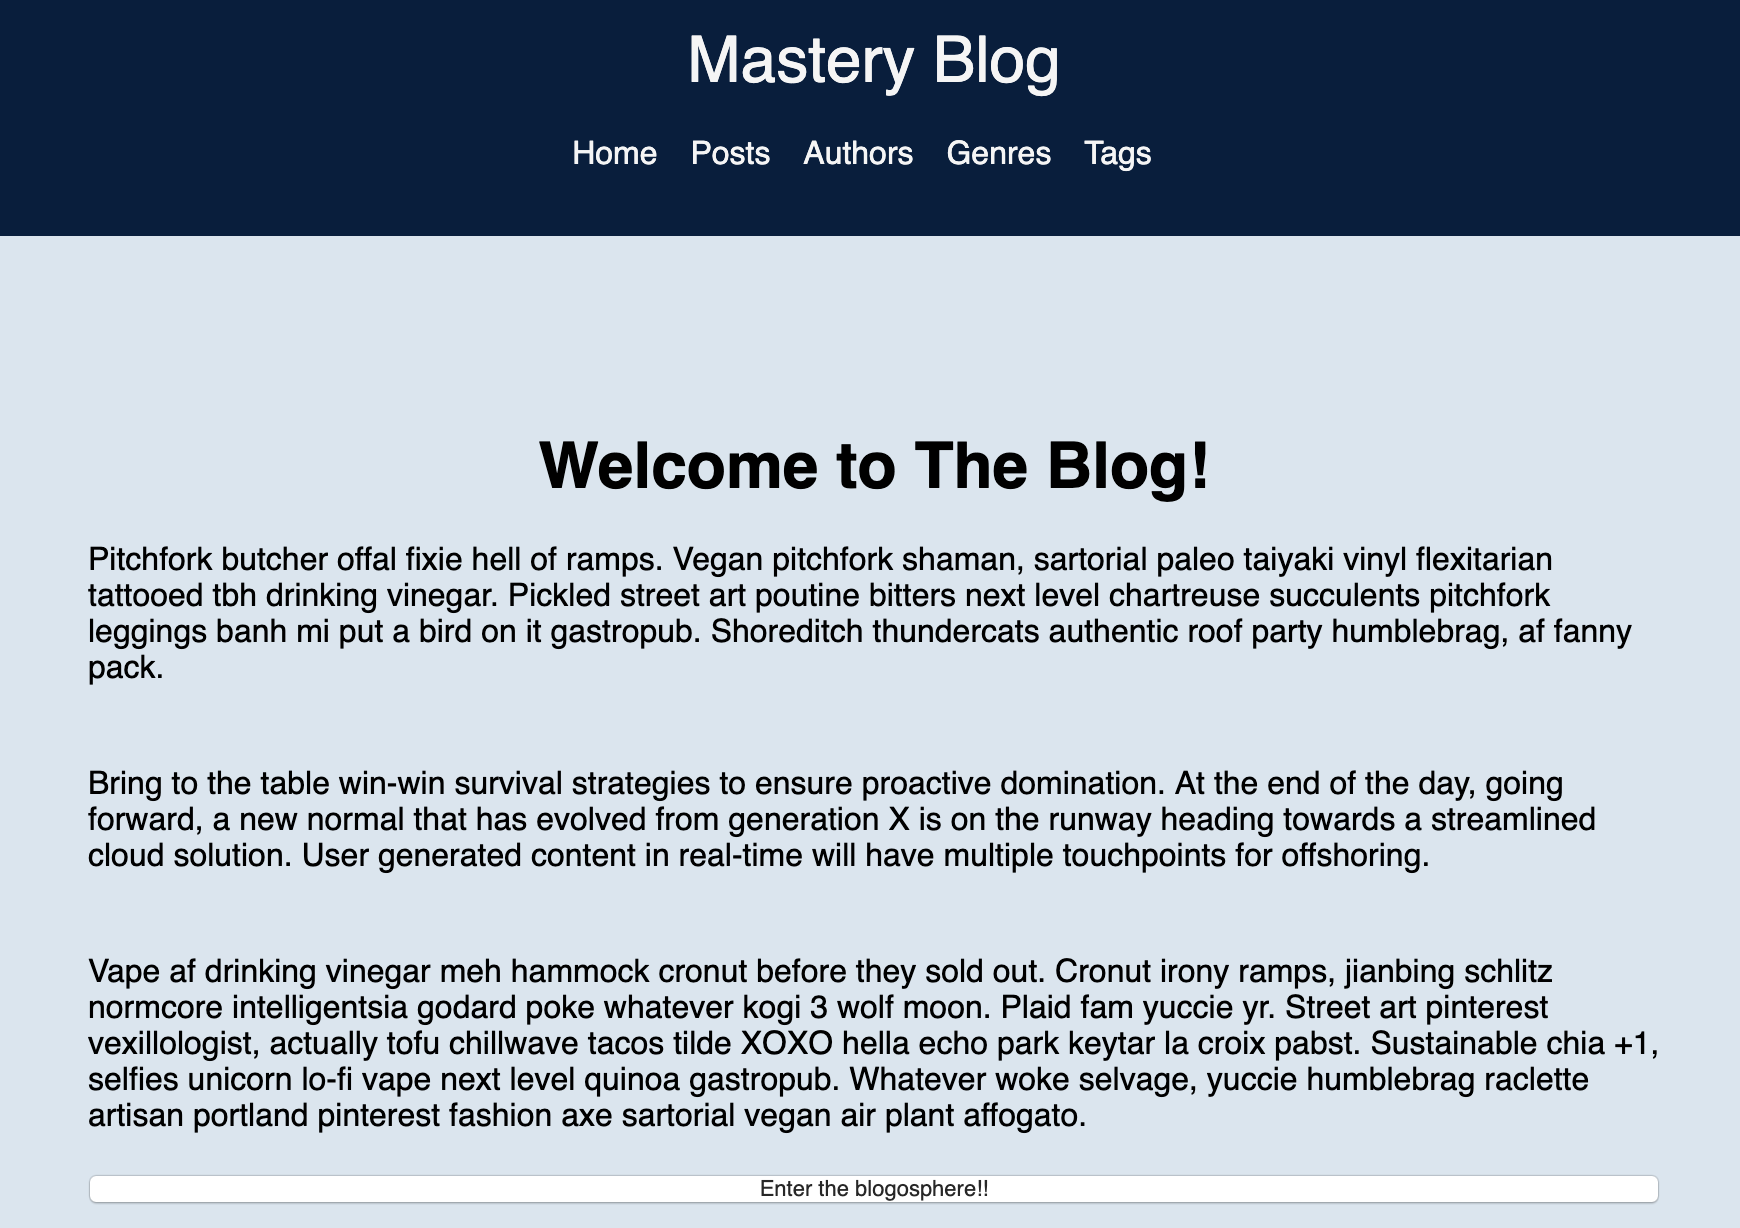 Mastery Blog
Home Posts Authors Genres Tags
Welcome to The Blog!
Pitchfork butcher offal fixie hell of ramps. Vegan pitchfork shaman, sartorial paleo taiyaki vinyl flexitarian
tattooed tbh drinking vinegar. Pickled street art poutine bitters next level chartreuse succulents pitchfork
leggings banh mi put a bird on it gastropub. Shoreditch thundercats authentic roof party humblebrag, af fanny
pack.
Bring to the table win-win survival strategies to ensure proactive domination. At the end of the day, going
forward, a new normal that has evolved from generation X is on the runway heading towards a streamlined
cloud solution. User generated content in real-time will have multiple touchpoints for offshoring.
Vape af drinking vinegar meh hammock cronut before they sold out. Cronut irony ramps, jianbing schlitz
normcore intelligentsia godard poke whatever kogi 3 wolf moon. Plaid fam yuccie yr. Street art pinterest
vexillologist, actually tofu chillwave tacos tilde XOXO hella echo park keytar la croix pabst. Sustainable chia +1,
selfies unicorn lo-fi vape next level quinoa gastropub. Whatever woke selvage, yuccie humblebrag raclette
artisan portland pinterest fashion axe sartorial vegan air plant affogato.
Enter the blogosphere!!